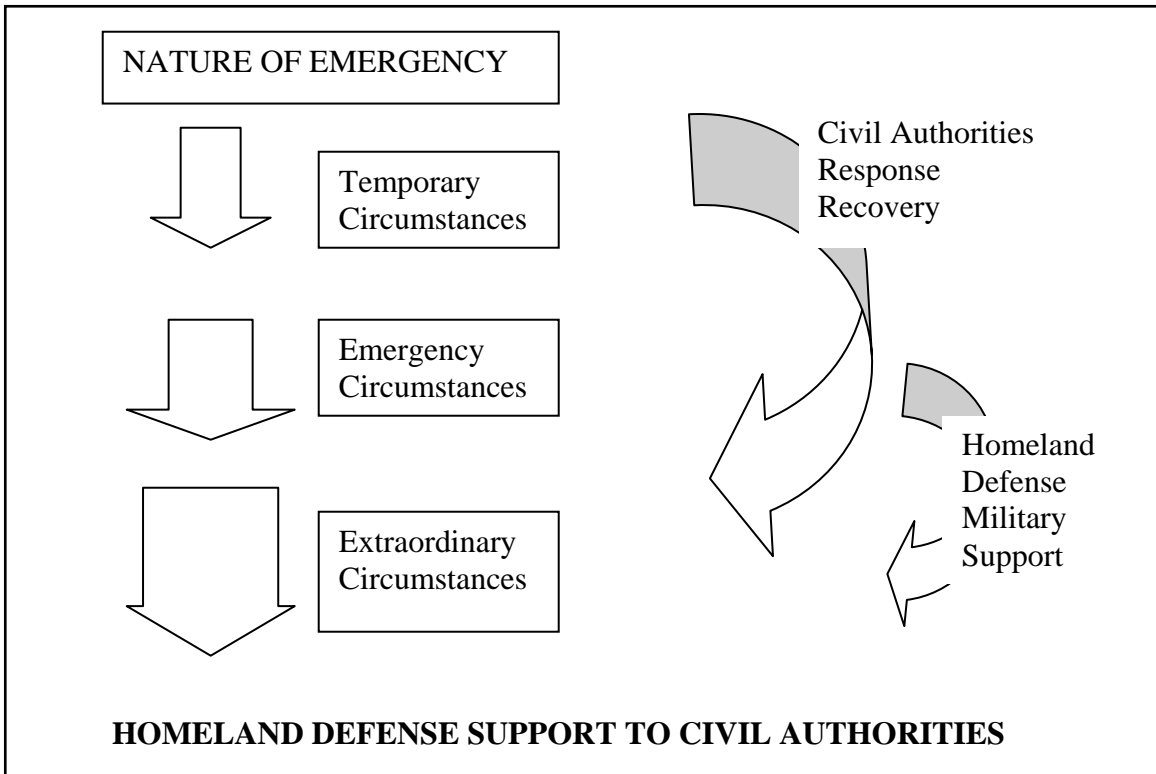 NATURE OF EMERGENCY
Temporary
Circumstances
Emergency
Circumstances
Extraordinary
Circumstances
Civil Authorities
Response
Recovery
Homeland
Defense
Military
Support
HOMELAND DEFENSE SUPPORT TO CIVIL AUTHORITIES